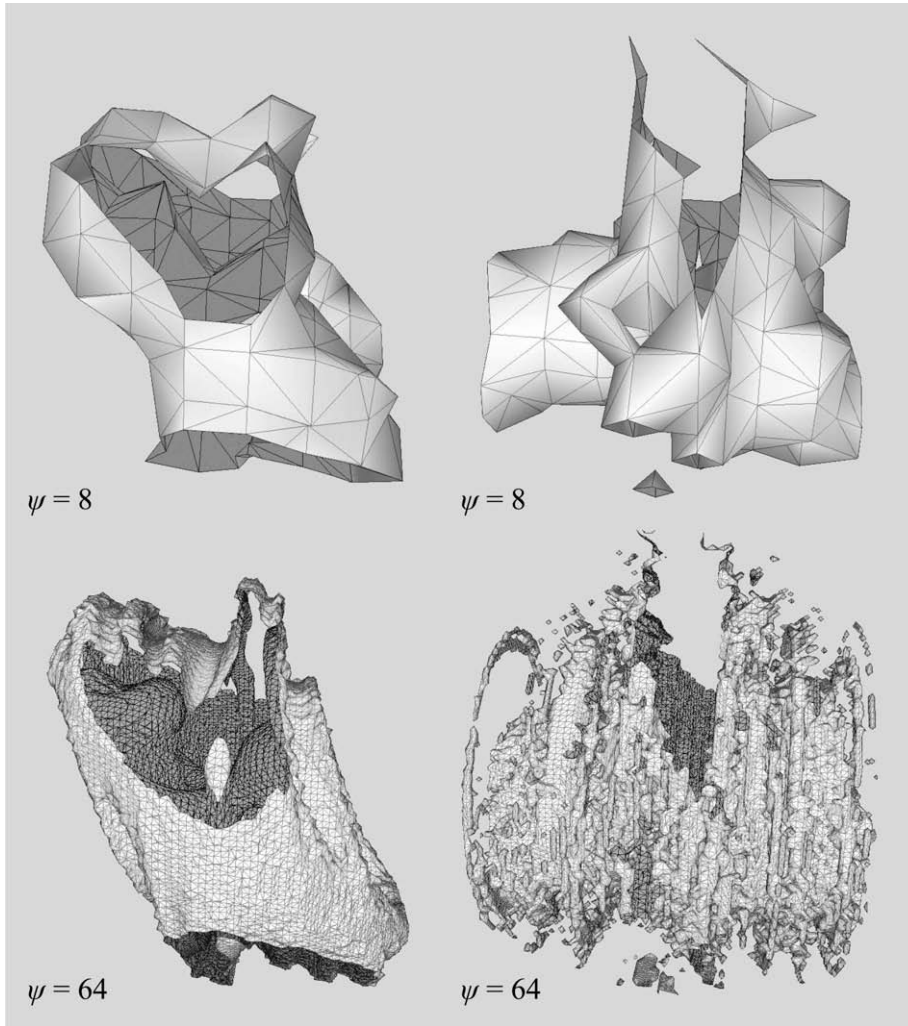 ψ = 8
ψ = 8
ψ = 64
ψ = 64